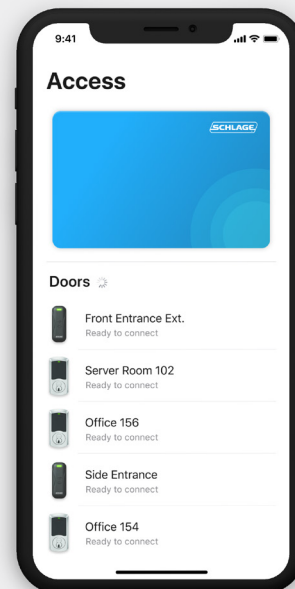 9:41
Access
SCHLAGE
Doors
Front Entrance Ext.
Ready to connect
Server Room 102
Ready to connect
Office 156
Ready to connect
Side Entrance
Ready to connect
Office 154
Ready to connect